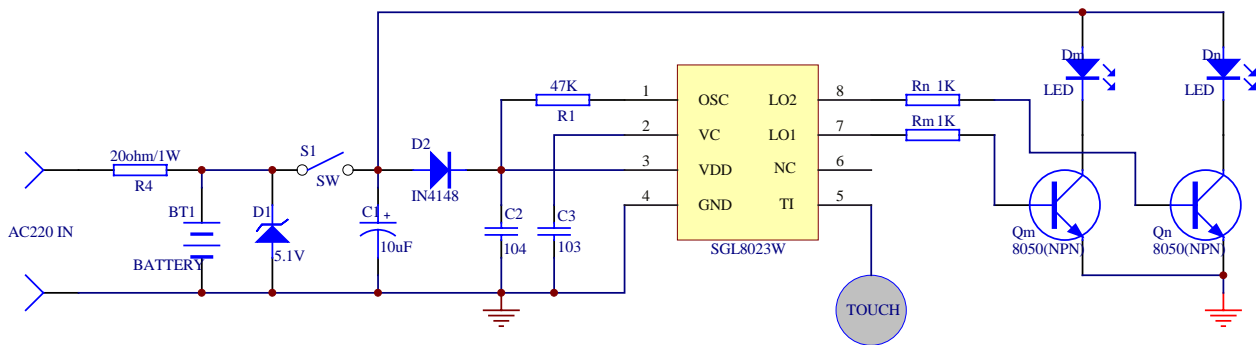 AC220 IN
20ohm/1W
R4
BT1
BATTERY
D1
5.1V
S1
SW
C1
+
10uF
D2
IN4148
47K
R1
C2
104
C3
103
1
2
3
4
OSC
VC
VDD
GND
LO2
LO1
NC
TI
8
7
6
5
SGL8023W
TOUCH
Rn 1K
Rm 1K
Dm
LED
Dn
LED
Qm
8050(NPN)
Qn
8050(NPN)